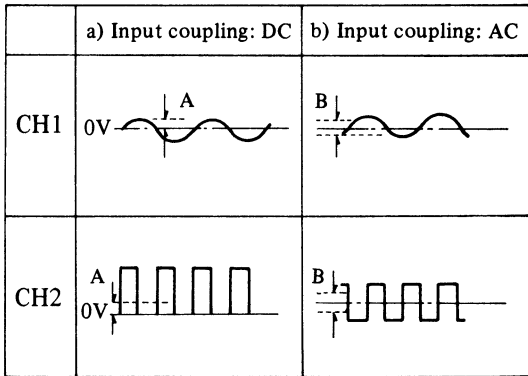 a) Input coupling: DC
b) Input coupling: AC
CH1
A
0V
B
CH2
A
0V
B